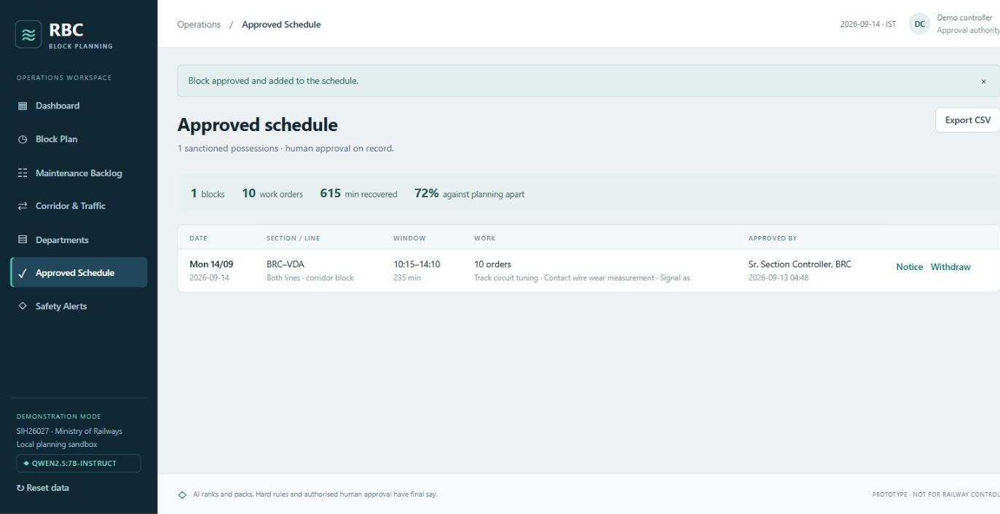 RBC
BLOCK PLANNING
OPERATIONS WORKSPACE
Dashboard
Block Plan
Maintenance Backlog
Corridor & Traffic
Departments
Approved Schedule
Safety Alerts
DEMONSTRATION MODE
SIH26027 · Ministry of Railways
Local planning sandbox
QWEN2.5:7B-INSTRUCT
↻ Reset data
Operations / Approved Schedule
2026-09-14 · IST
DC
Demo controller
Approval authority
Block approved and added to the schedule. ×
Approved schedule
Export CSV
1 sanctioned possessions · human approval on record.
1 blocks 10 work orders 615 min recovered 72% against planning apart
DATE SECTION / LINE WINDOW WORK APPROVED BY
Mon 14/09 BRC–VDA 10:15–14:10 10 orders Sr. Section Controller, BRC
2026-09-14 Both lines · corridor block 235 min Track circuit tuning · Contact wire wear measurement · Signal as 2026-09-13 04:48
Notice Withdraw
AI ranks and packs. Hard rules and authorised human approval have final say.
PROTOTYPE · NOT FOR RAILWAY CONTROL